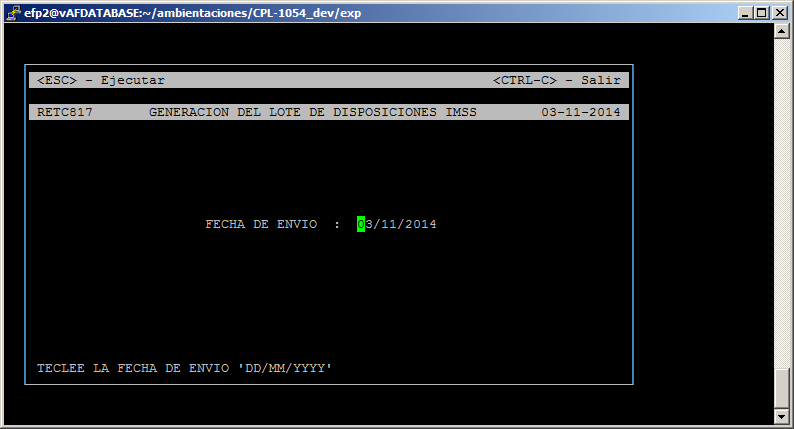 efp2@vAFDATABASE:~/ambientaciones/CPL-1054_dev/exp
<ESC> - Ejecutar <CTRL-C> - Salir
RETC817 GENERACION DEL LOTE DE DISPOSICIONES IMSS 03-11-2014
FECHA DE ENVIO : 03/11/2014
TECLEE LA FECHA DE ENVIO 'DD/MM/YYYY'